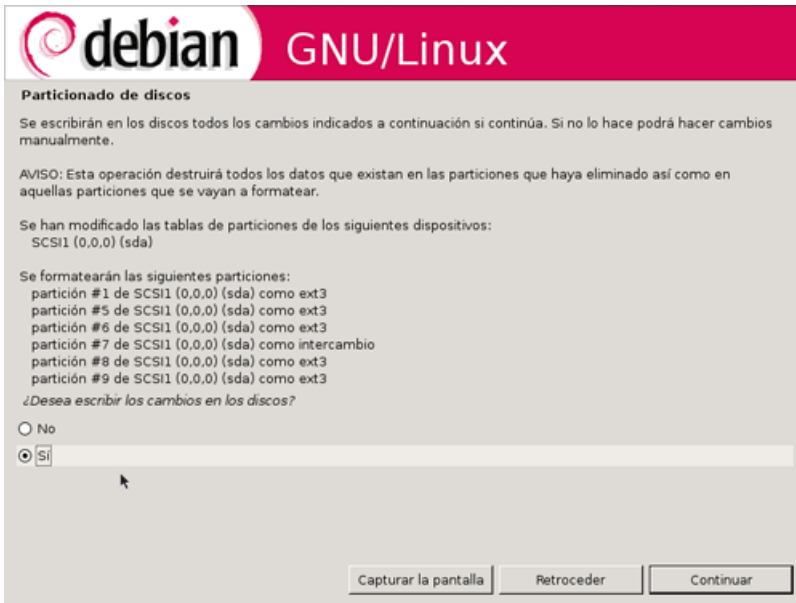 debian GNU/Linux
Particionado de discos
Se escribirán en los discos todos los cambios indicados a continuación si continúa. Si no lo hace podrá hacer cambios
manualmente.
AVISO: Esta operación destruirá todos los datos que existan en las particiones que haya eliminado así como en
aquellas particiones que se vayan a formatear.
Se han modificado las tablas de particiones de los siguientes dispositivos:
SCSI1 (0,0,0) (sda)
Se formatearán las siguientes particiones:
partición #1 de SCSI1 (0,0,0) (sda) como ext3
partición #5 de SCSI1 (0,0,0) (sda) como ext3
partición #6 de SCSI1 (0,0,0) (sda) como ext3
partición #7 de SCSI1 (0,0,0) (sda) como intercambio
partición #8 de SCSI1 (0,0,0) (sda) como ext3
partición #9 de SCSI1 (0,0,0) (sda) como ext3
¿Desea escribir los cambios en los discos?
No
Sí
Capturar la pantalla Retroceder Continuar